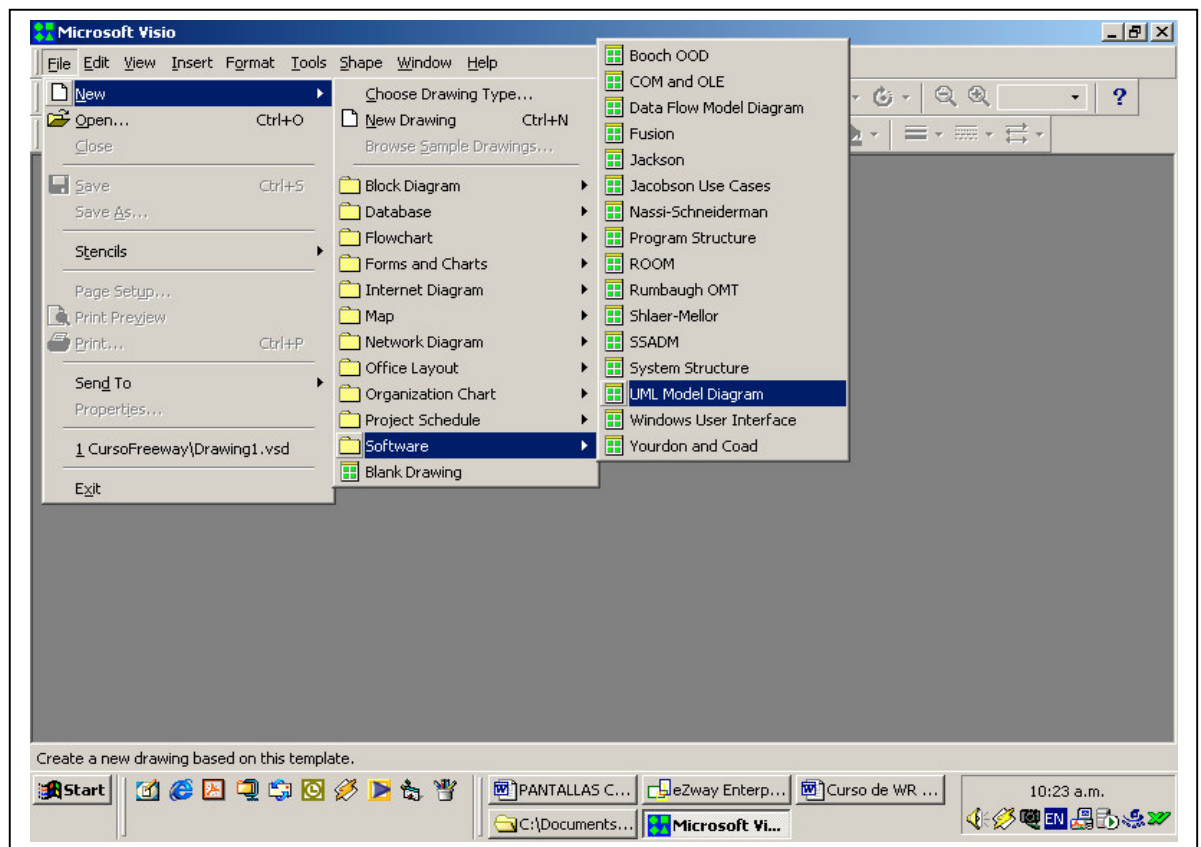 Microsoft Visio
File Edit View Insert Format Tools Shape Window Help
New
Open... Ctrl+O
Close
Save Ctrl+S
Save As...
Stencils
Page Setup...
Print Preview
Print... Ctrl+P
Send To
Properties...
1 CursoFreeway\Drawing1.vsd
Exit
Choose Drawing Type...
New Drawing Ctrl+N
Browse Sample Drawings...
Block Diagram
Database
Flowchart
Forms and Charts
Internet Diagram
Map
Network Diagram
Office Layout
Organization Chart
Project Schedule
Software
Blank Drawing
Booch OOD
COM and OLE
Data Flow Model Diagram
Fusion
Jackson
Jacobson Use Cases
Nassi-Schneiderman
Program Structure
ROOM
Rumbaugh OMT
Shlaer-Mellor
SSADM
System Structure
UML Model Diagram
Windows User Interface
Yourdon and Coad
?
Create a new drawing based on this template.
Start
PANTALLAS C...
eZway Enterp...
Curso de WR ...
C:\Documents...
Microsoft Vi...
10:23 a.m.
EN